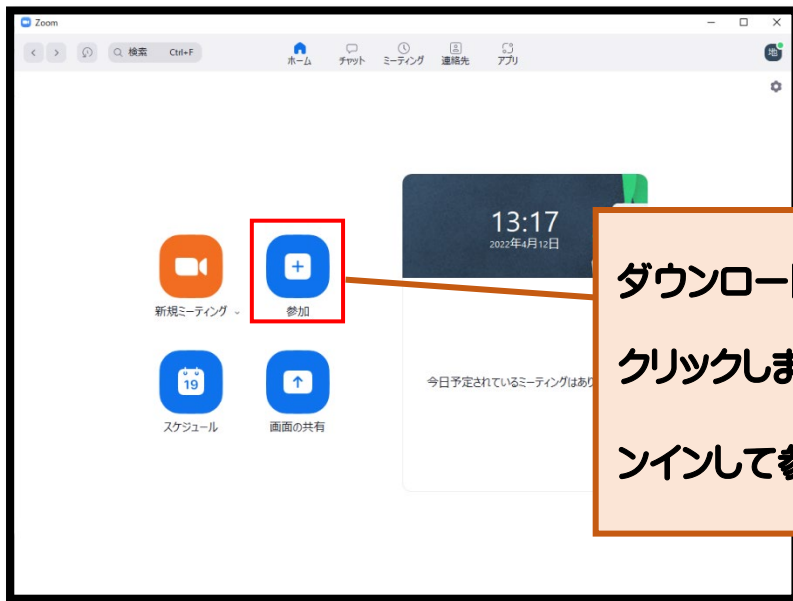 Zoom
検索 Ctrl+F
ホーム チャット ミーティング 連絡先 アプリ
地
13:17
2022年4月12日
新規ミーティング 参加
19
スケジュール 画面の共有
今日予定されているミーティングはあり
ダウンロード
クリックしま
ンインして参